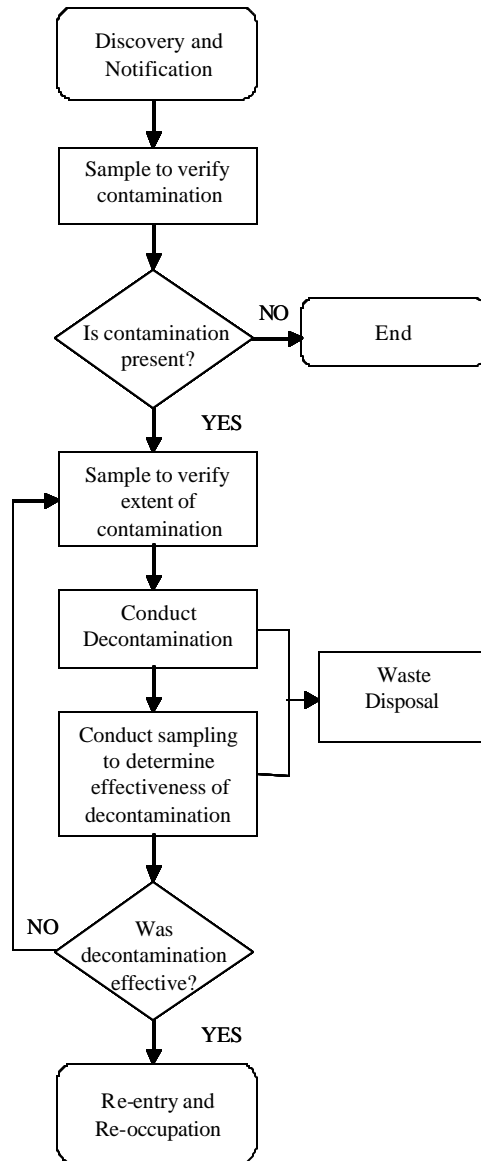 Discovery and
Notification
Sample to verify
contamination
Is contamination
present?
NO
End
YES
Sample to verify
extent of
contamination
Conduct
Decontamination
Waste
Disposal
Conduct sampling
to determine
effectiveness of
decontamination
NO
Was
decontamination
effective?
YES
Re-entry and
Re-occupation